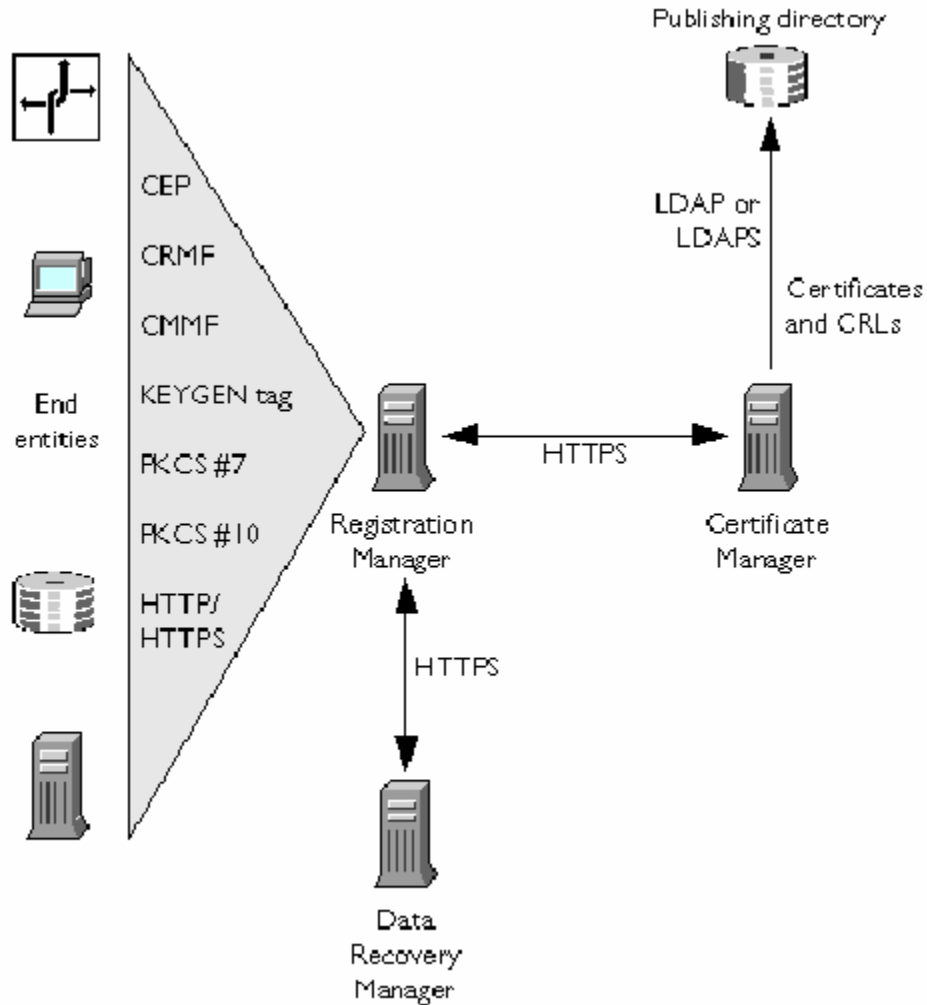 Publishing directory
CEP
CRMF
CMMF
KEYGEN tag
PKCS #7
PKCS #10
HTTP/
HTTPS
End
entities
LDAP or
LDAPS
Certificates
and CRLs
HTTPS
Registration
Manager
Certificate
Manager
HTTPS
Data
Recovery
Manager